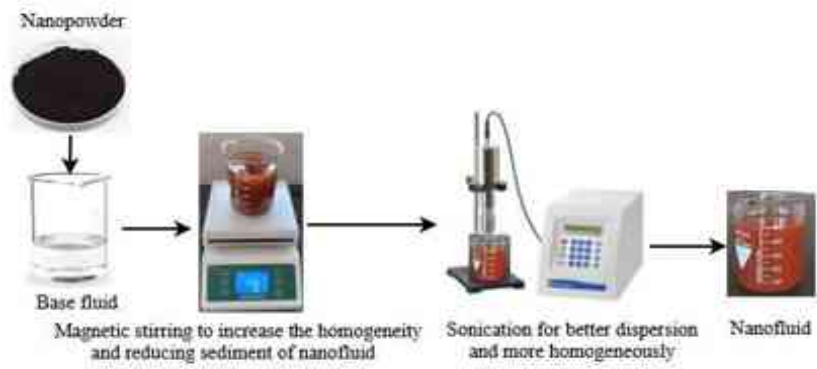 Nanopowder
Base fluid
Magnetic stirring to increase the homogeneity
and reducing sediment of nanofluid
Sonication for better dispersion
and more homogeneously
Nanofluid